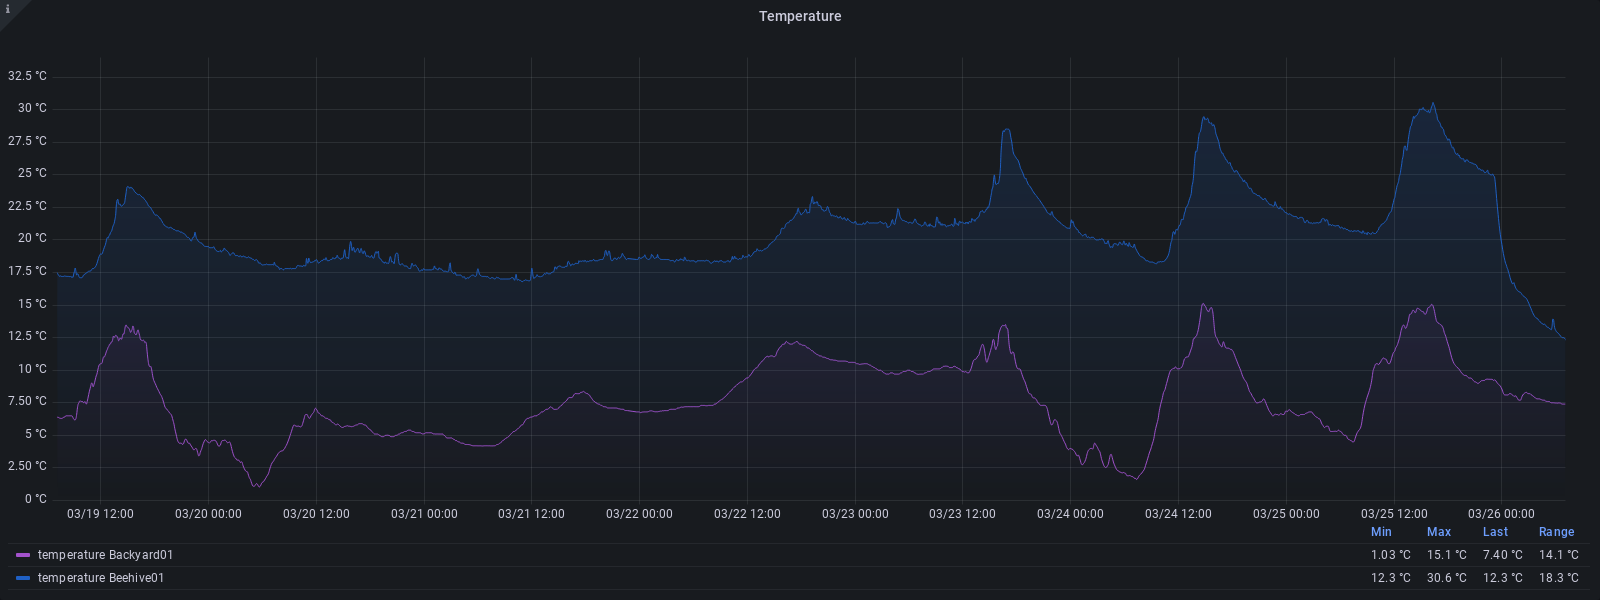 i
Temperature
32.5 °C
30 °C
27.5 °C
25 °C
22.5 °C
20 °C
17.5 °C
15 °C
12.5 °C
10 °C
7.50 °C
5 °C
2.50 °C
0 °C
03/19 12:00 03/20 00:00 03/20 12:00 03/21 00:00 03/21 12:00 03/22 00:00 03/22 12:00 03/23 00:00 03/23 12:00 03/24 00:00 03/24 12:00 03/25 00:00 03/25 12:00 03/26 00:00
Min Max Last Range
temperature Backyard01 1.03 °C 15.1 °C 7.40 °C 14.1 °C
temperature Beehive01 12.3 °C 30.6 °C 12.3 °C 18.3 °C